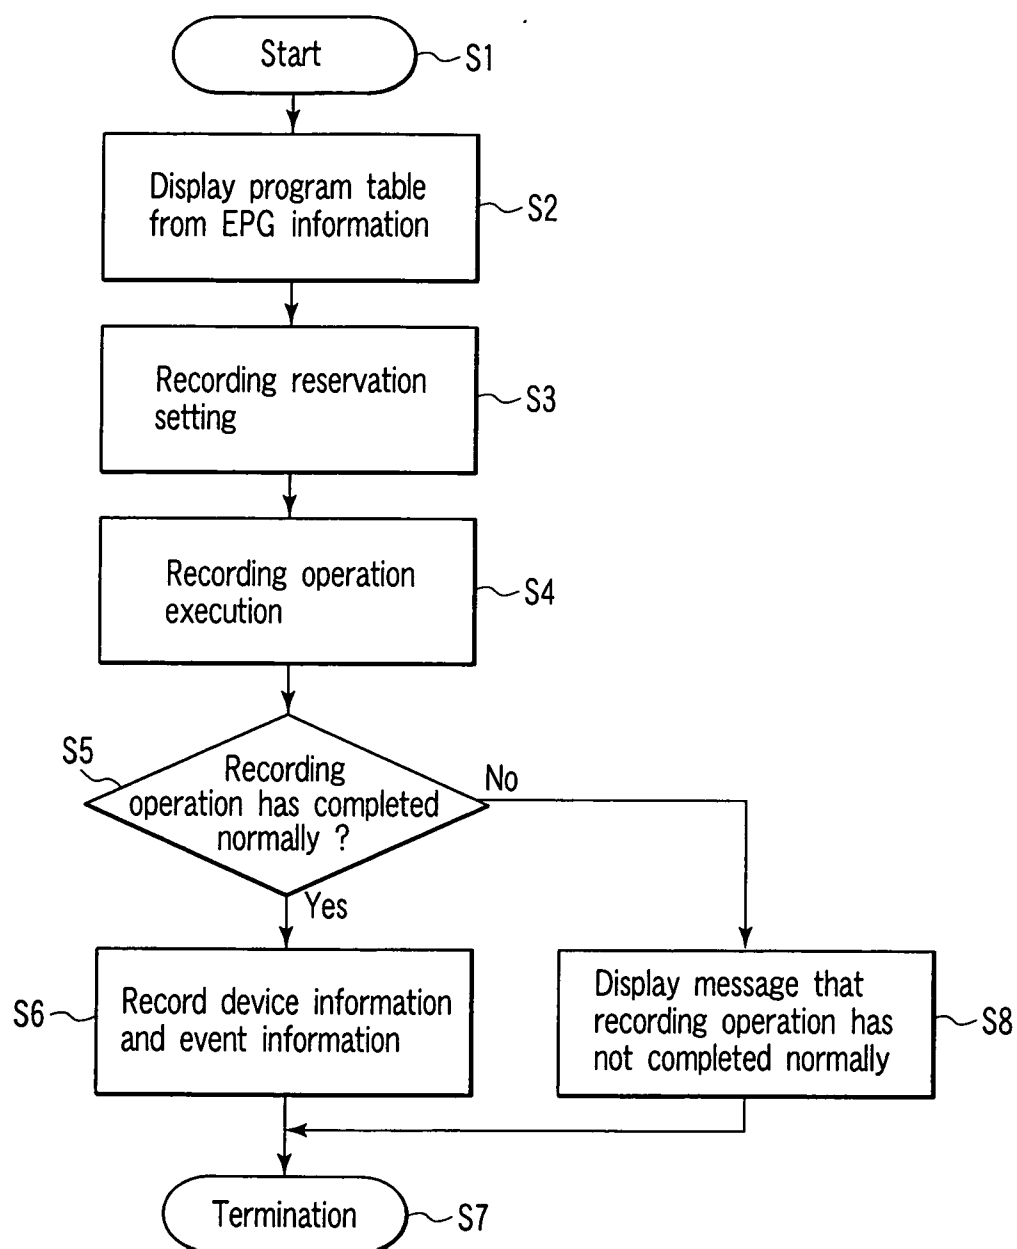 Start
S1
Display program table
from EPG information
S2
Recording reservation
setting
S3
Recording operation
execution
S4
S5
Recording
operation has completed
normally ?
No
Yes
S6
Record device information
and event information
Display message that
recording operation has
not completed normally
S8
Termination
S7